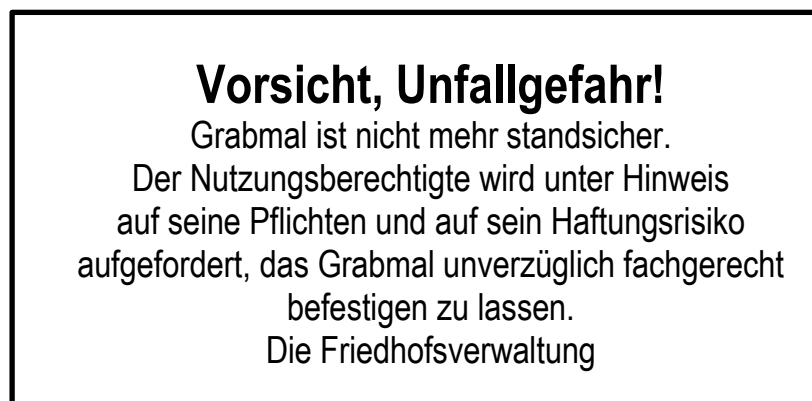 Vorsicht, Unfallgefahr!
Grabmal ist nicht mehr standsicher.
Der Nutzungsberechtigte wird unter Hinweis
auf seine Pflichten und auf sein Haftungsrisiko
aufgefordert, das Grabmal unverzüglich fachgerecht
befestigen zu lassen.
Die Friedhofsverwaltung